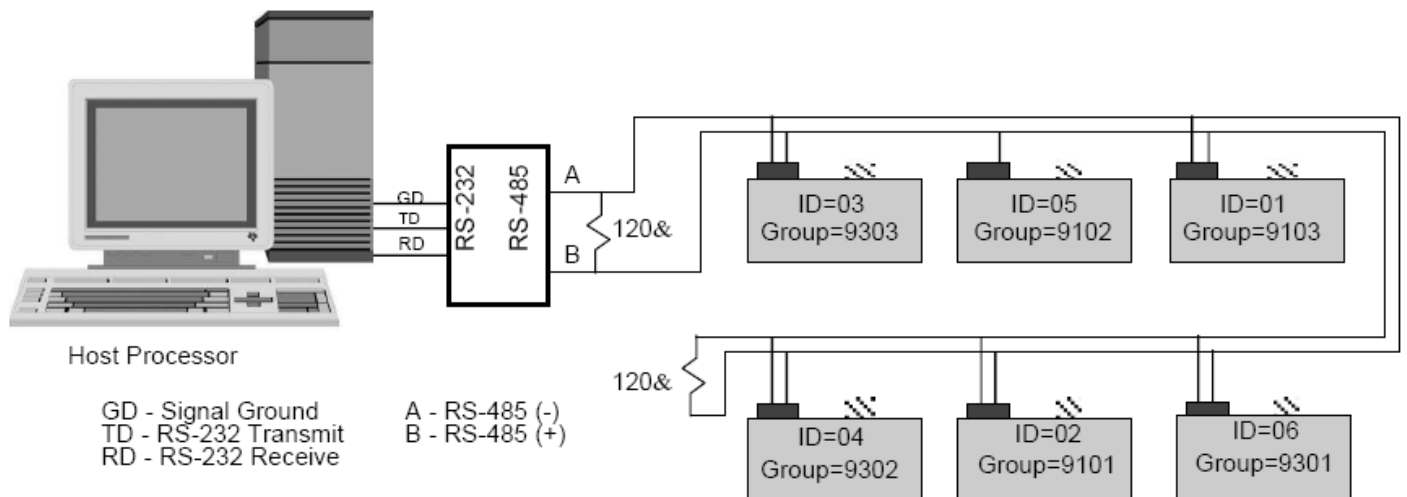 GD
TD
RD
RS-232
RS-485
A
B
120&
ID=03
Group=9303
ID=05
Group=9102
ID=01
Group=9103
Host Processor
120&
GD - Signal Ground
TD - RS-232 Transmit
RD - RS-232 Receive
A - RS-485 (-)
B - RS-485 (+)
ID=04
Group=9302
ID=02
Group=9101
ID=06
Group=9301